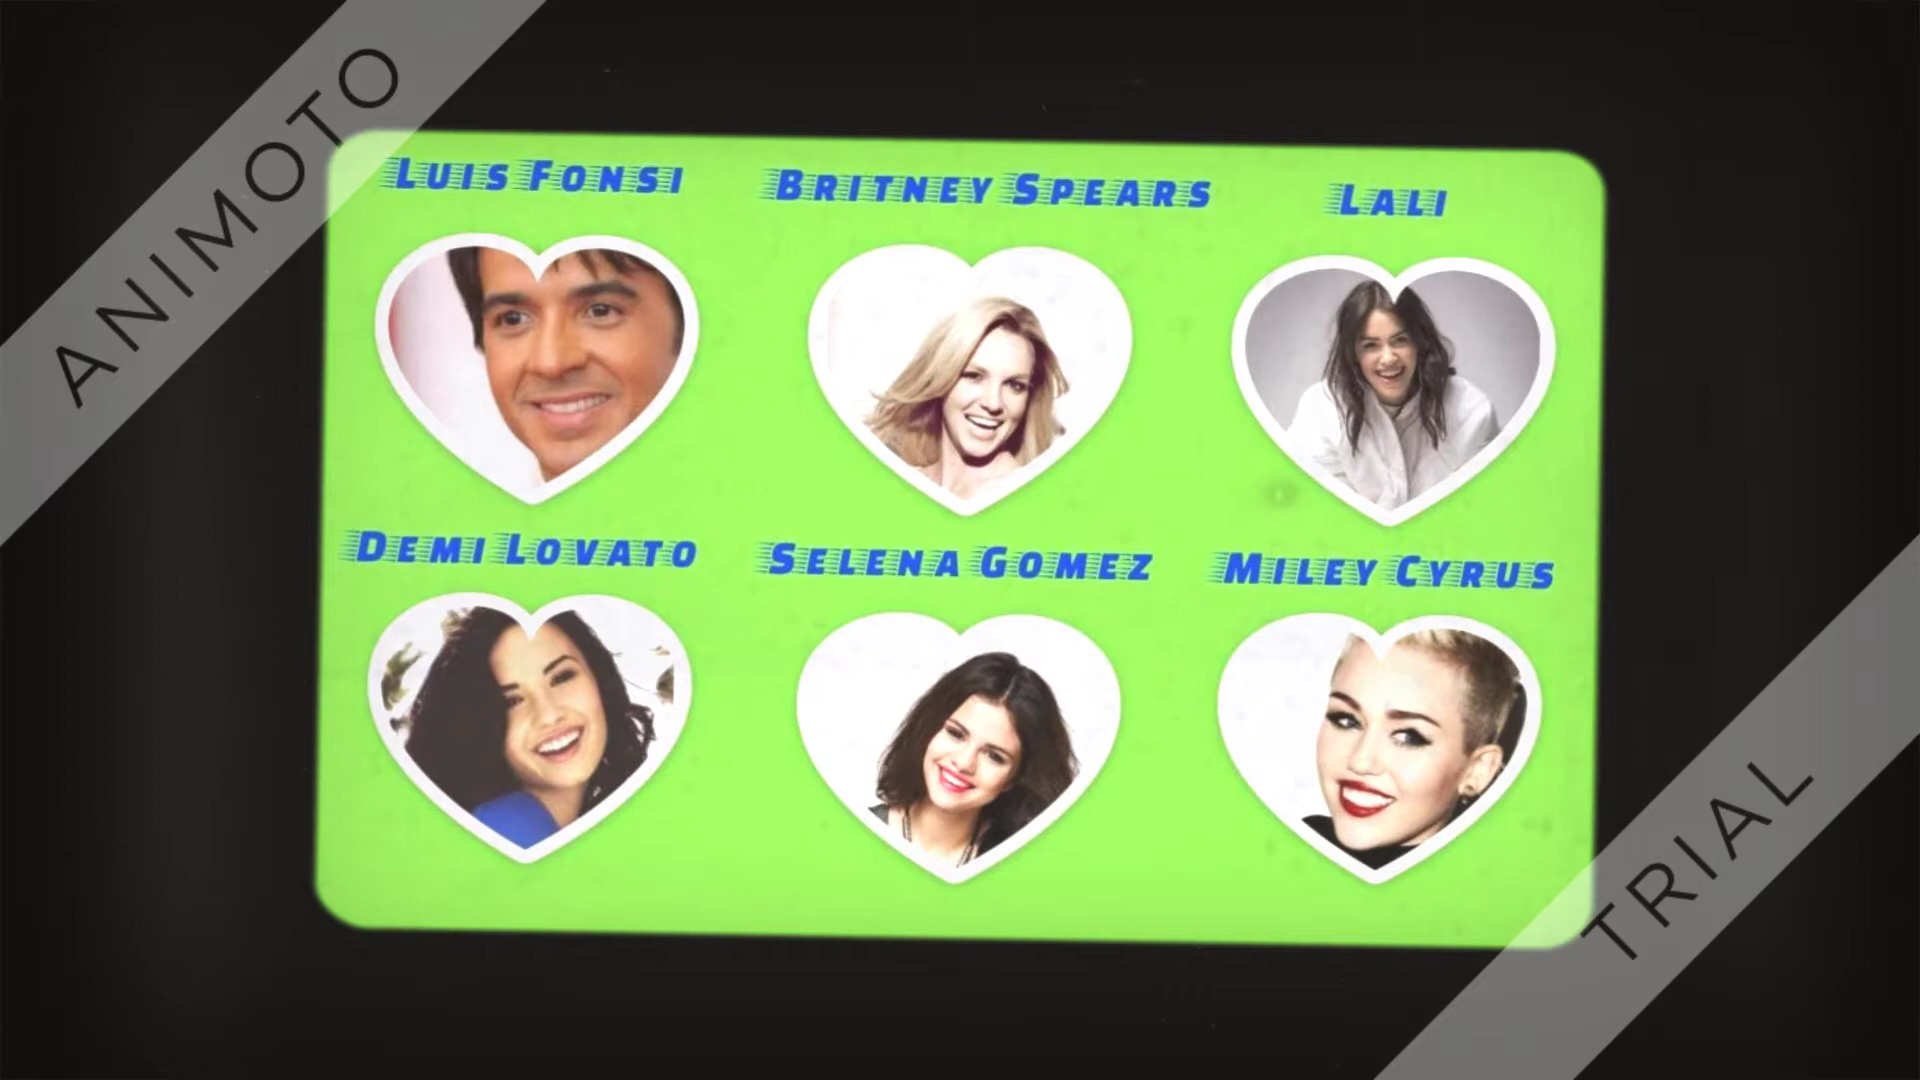 ANIMOTO
LUIS FONSI
BRITNEY SPEARS
LALI
DEMI LOVATO
SELENA GOMEZ
MILEY CYRUS
TRIAL